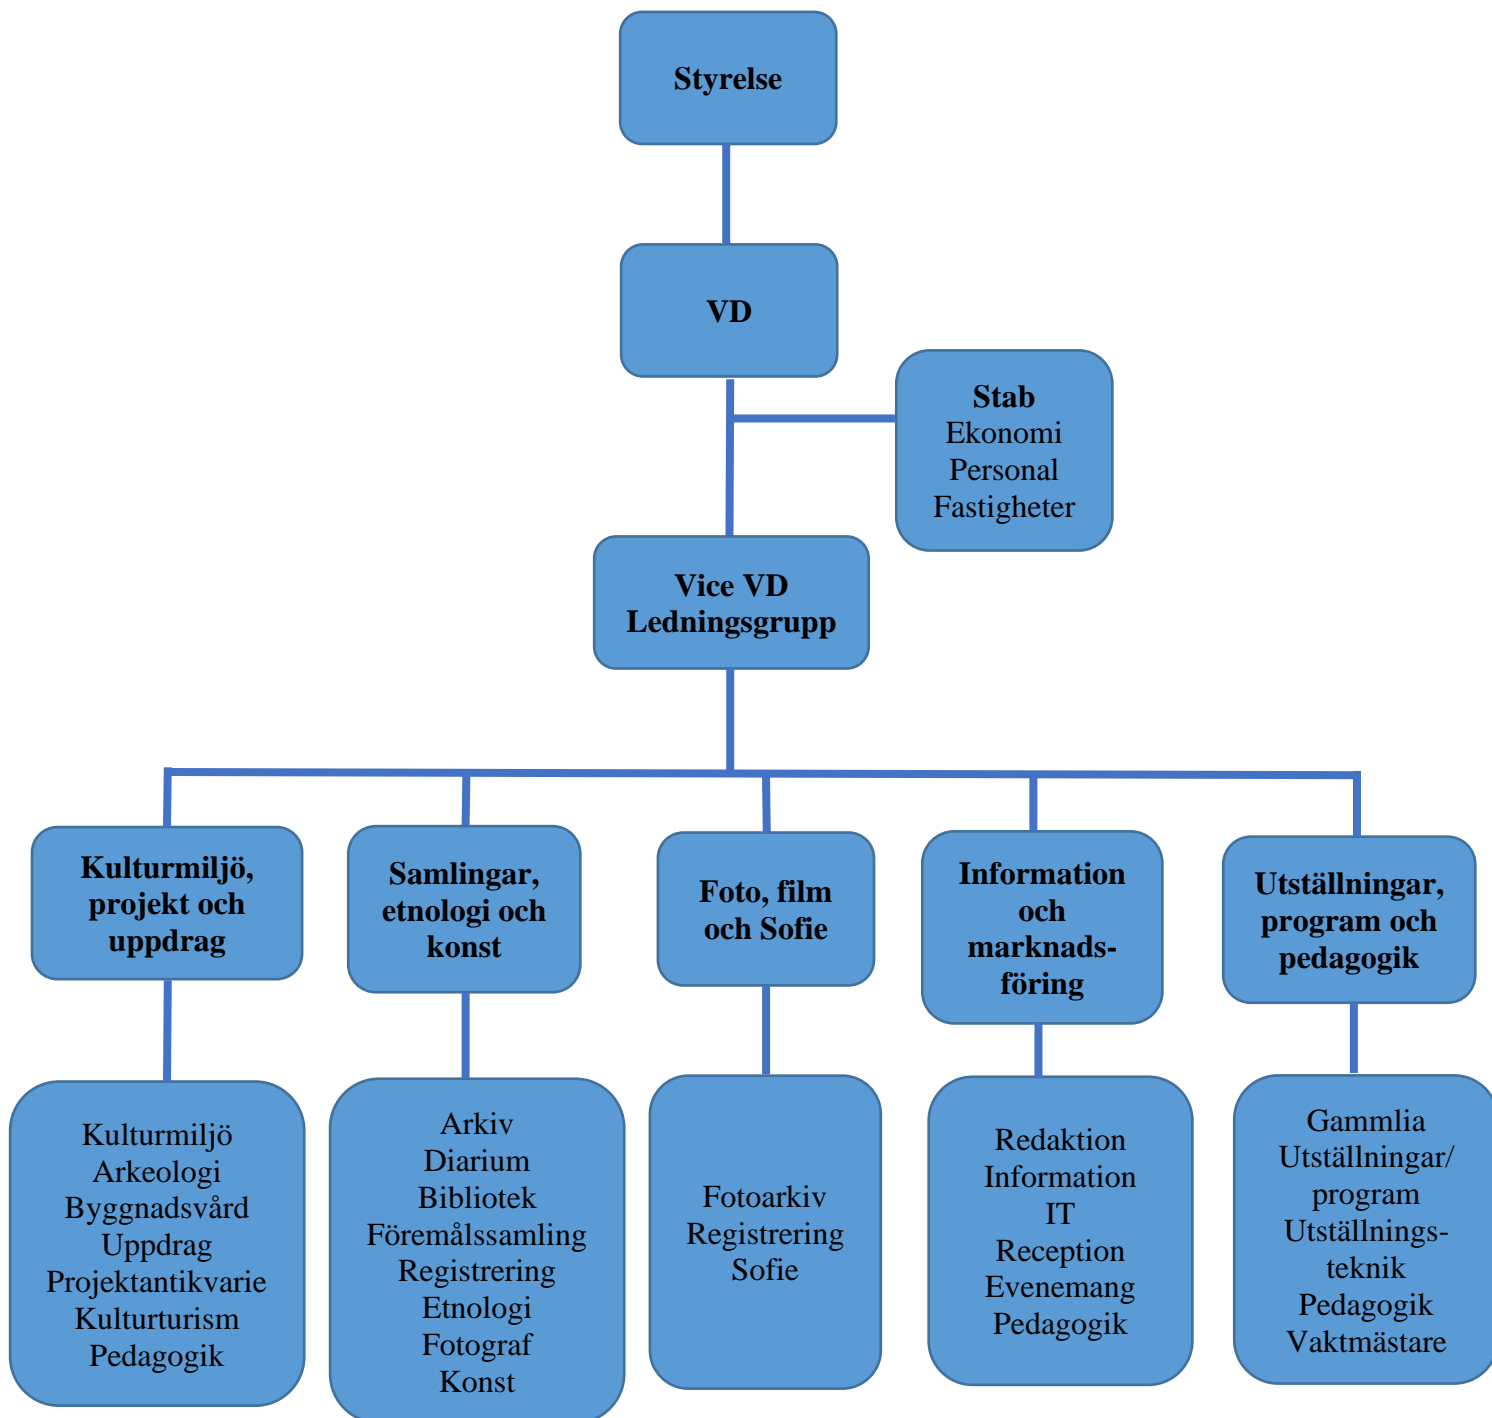 Styrelse
VD
Stab
Ekonomi
Personal
Fastigheter
Vice VD
Ledningsgrupp
Kulturmiljö,
projekt och
uppdrag
Samlingar,
etnologi och
konst
Foto, film
och Sofie
Information
och
marknads-
föring
Utställningar,
program och
pedagogik
Kulturmiljö
Arkeologi
Byggnadsvård
Uppdrag
Projektantikvarie
Kulturturism
Pedagogik
Arkiv
Diarium
Bibliotek
Föremålssamling
Registrering
Etnologi
Fotograf
Konst
Fotoarkiv
Registrering
Sofie
Redaktion
Information
IT
Reception
Evenemang
Pedagogik
Gammlia
Utställningar/
program
Utställnings-
teknik
Pedagogik
Vaktmästare